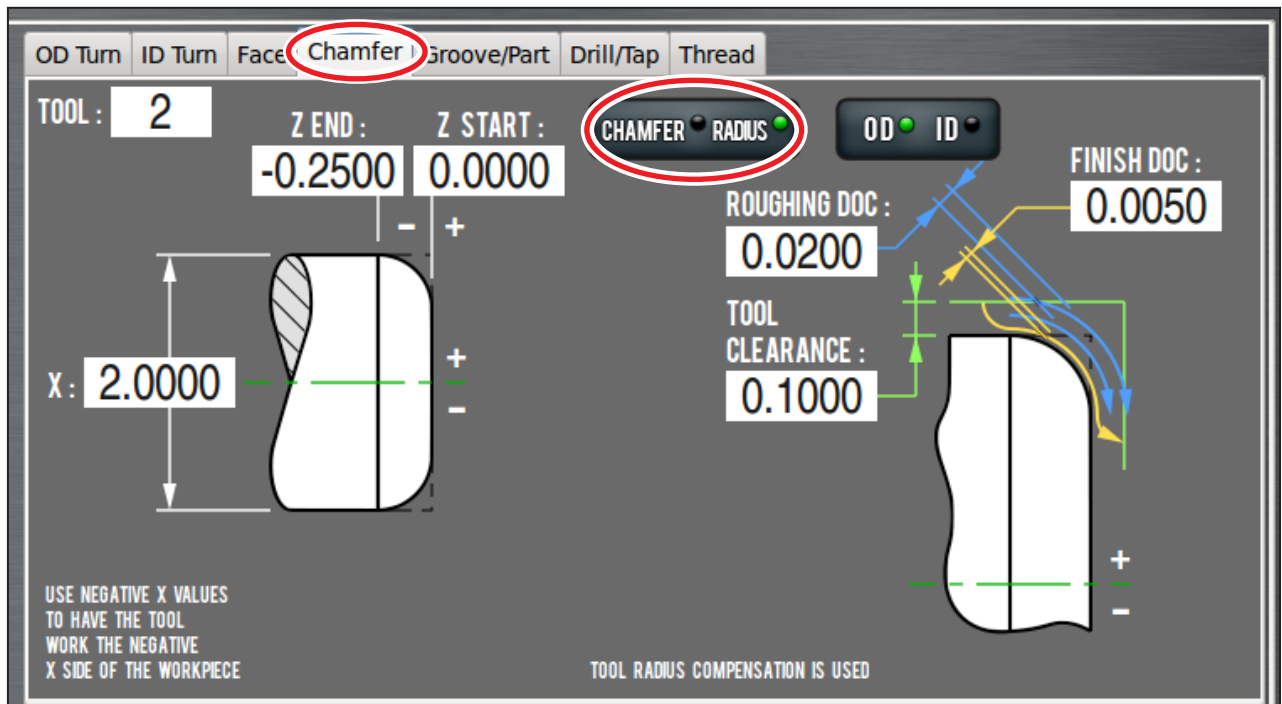 OD Turn ID Turn Face Chamfer Groove/Part Drill/Tap Thread
TOOL : 2
Z END : Z START :
-0.2500 0.0000
CHAMFER RADIUS
OD ID
FINISH DOC :
0.0050
ROUGHING DOC :
0.0200
- +
TOOL
CLEARANCE :
0.1000
X : 2.0000
+
-
+
-
USE NEGATIVE X VALUES
TO HAVE THE TOOL
WORK THE NEGATIVE
X SIDE OF THE WORKPIECE
TOOL RADIUS COMPENSATION IS USED